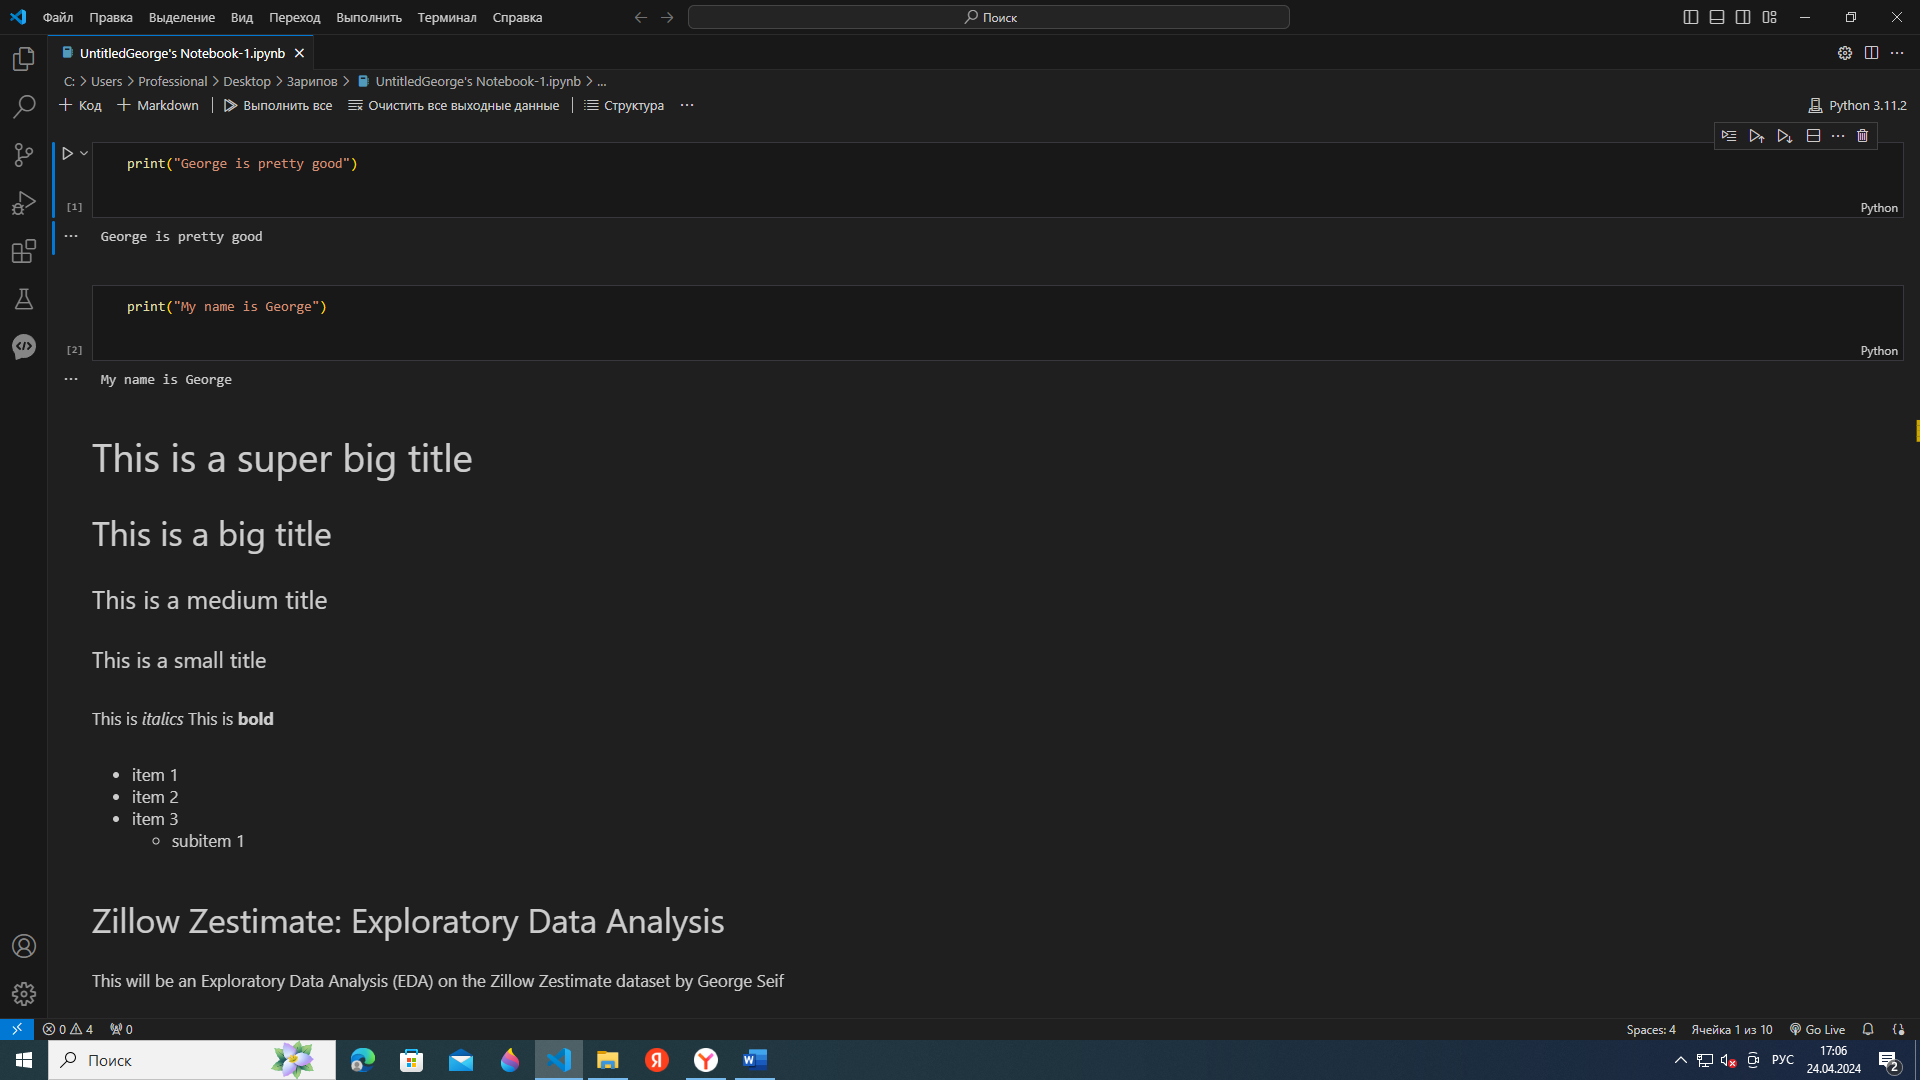 Файл Правка Выделение Вид Переход Выполнить Терминал Справка
Поиск
UntitledGeorge's Notebook-1.ipynb
C: > Users > Professional > Desktop > Зарипов > UntitledGeorge's Notebook-1.ipynb > ...
+ Код + Markdown | Выполнить все Очистить все выходные данные | Структура ... Python 3.11.2
print("George is pretty good")
[1] Python
... George is pretty good
print("My name is George")
[2] Python
... My name is George
This is a super big title
This is a big title
This is a medium title
This is a small title
This is italics This is bold
• item 1
• item 2
• item 3
◦ subitem 1
Zillow Zestimate: Exploratory Data Analysis
This will be an Exploratory Data Analysis (EDA) on the Zillow Zestimate dataset by George Seif
0 4 0 Spaces: 4 Ячейка 1 из 10 Go Live
Поиск Я Y W РУС 17:06
24.04.2024 2